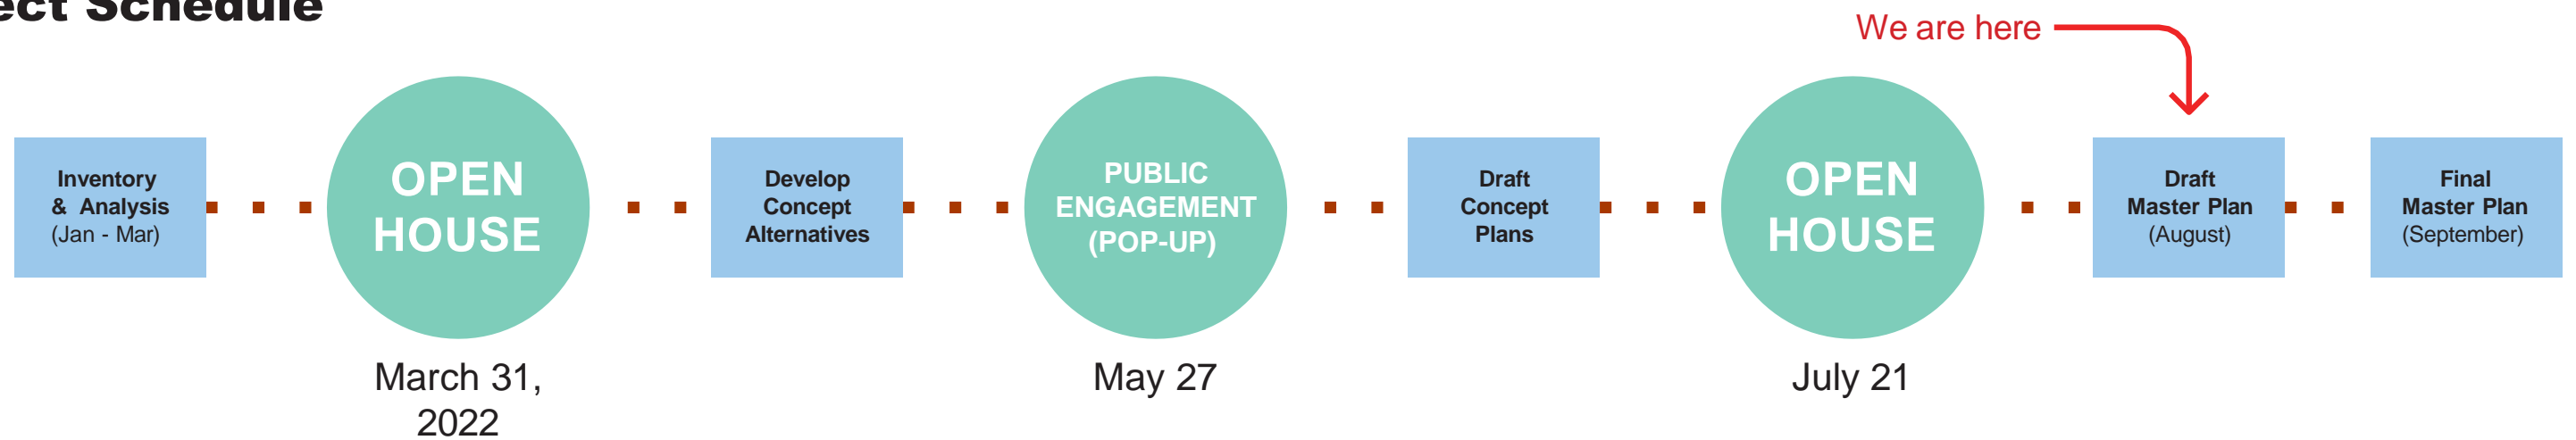 ect Schedule
We are here
Inventory
& Analysis
(Jan - Mar)
OPEN
HOUSE
March 31,
2022
Develop
Concept
Alternatives
PUBLIC
ENGAGEMENT
(POP-UP)
May 27
Draft
Concept
Plans
OPEN
HOUSE
July 21
Draft
Master Plan
(August)
Final
Master Plan
(September)